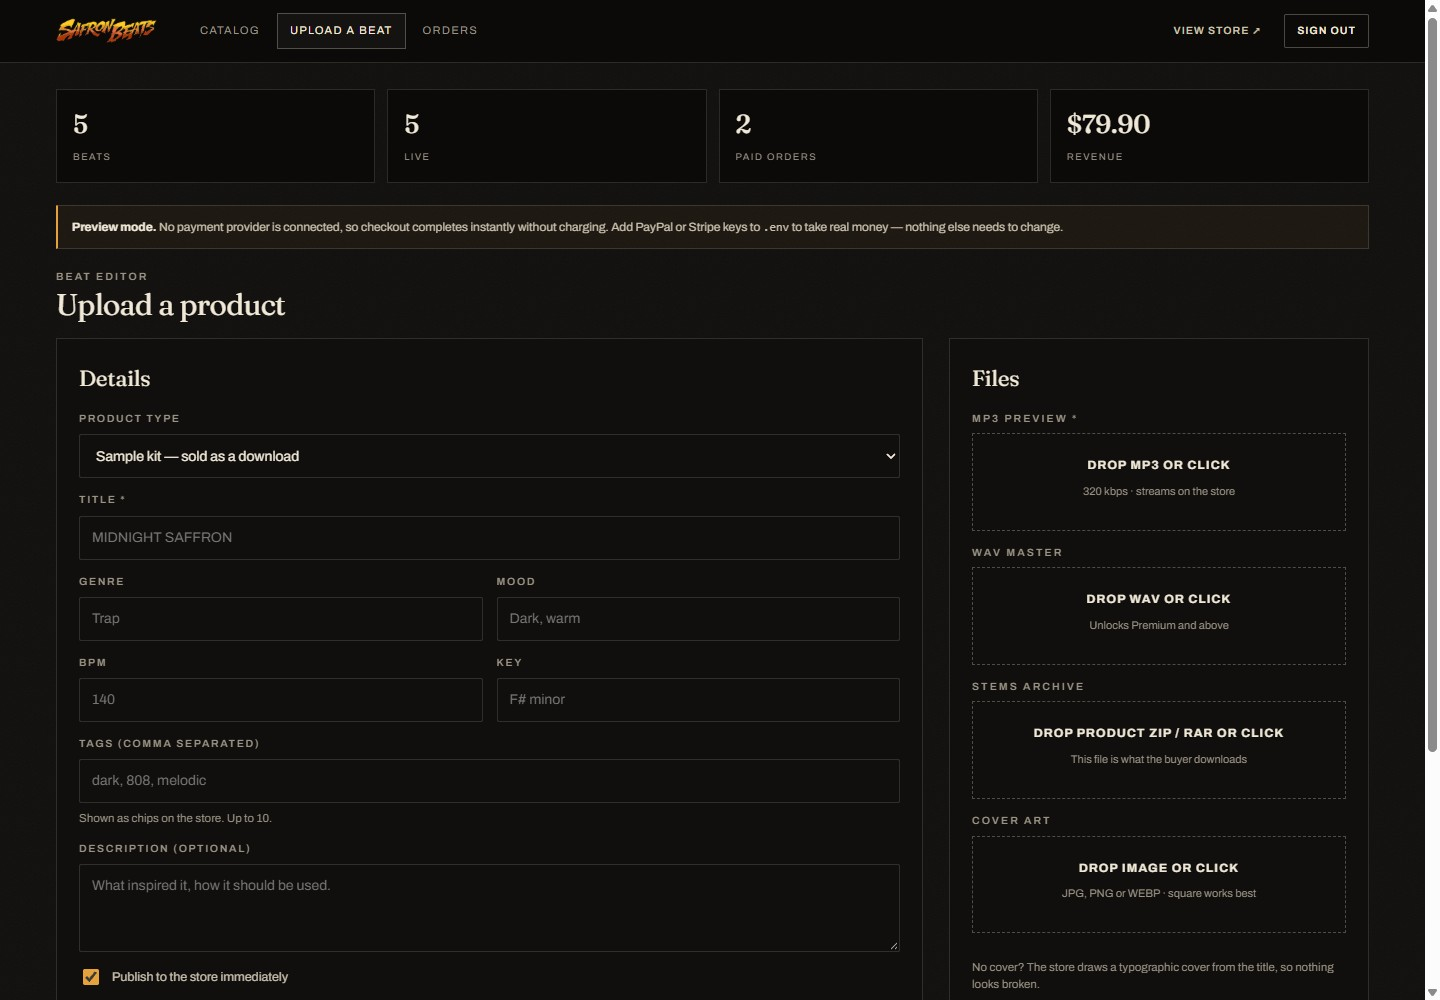 SAFRONBEATS
CATALOG
UPLOAD A BEAT
ORDERS
VIEW STORE ↗
SIGN OUT
5
BEATS
5
LIVE
2
PAID ORDERS
$79.90
REVENUE
Preview mode. No payment provider is connected, so checkout completes instantly without charging. Add PayPal or Stripe keys to .env to take real money — nothing else needs to change.
BEAT EDITOR
Upload a product
Details
PRODUCT TYPE
Sample kit — sold as a download
TITLE *
MIDNIGHT SAFFRON
GENRE
MOOD
Trap
Dark, warm
BPM
KEY
140
F# minor
TAGS (COMMA SEPARATED)
dark, 808, melodic
Shown as chips on the store. Up to 10.
DESCRIPTION (OPTIONAL)
What inspired it, how it should be used.
Publish to the store immediately
Files
MP3 PREVIEW *
DROP MP3 OR CLICK
320 kbps · streams on the store
WAV MASTER
DROP WAV OR CLICK
Unlocks Premium and above
STEMS ARCHIVE
DROP PRODUCT ZIP / RAR OR CLICK
This file is what the buyer downloads
COVER ART
DROP IMAGE OR CLICK
JPG, PNG or WEBP · square works best
No cover? The store draws a typographic cover from the title, so nothing
looks broken.